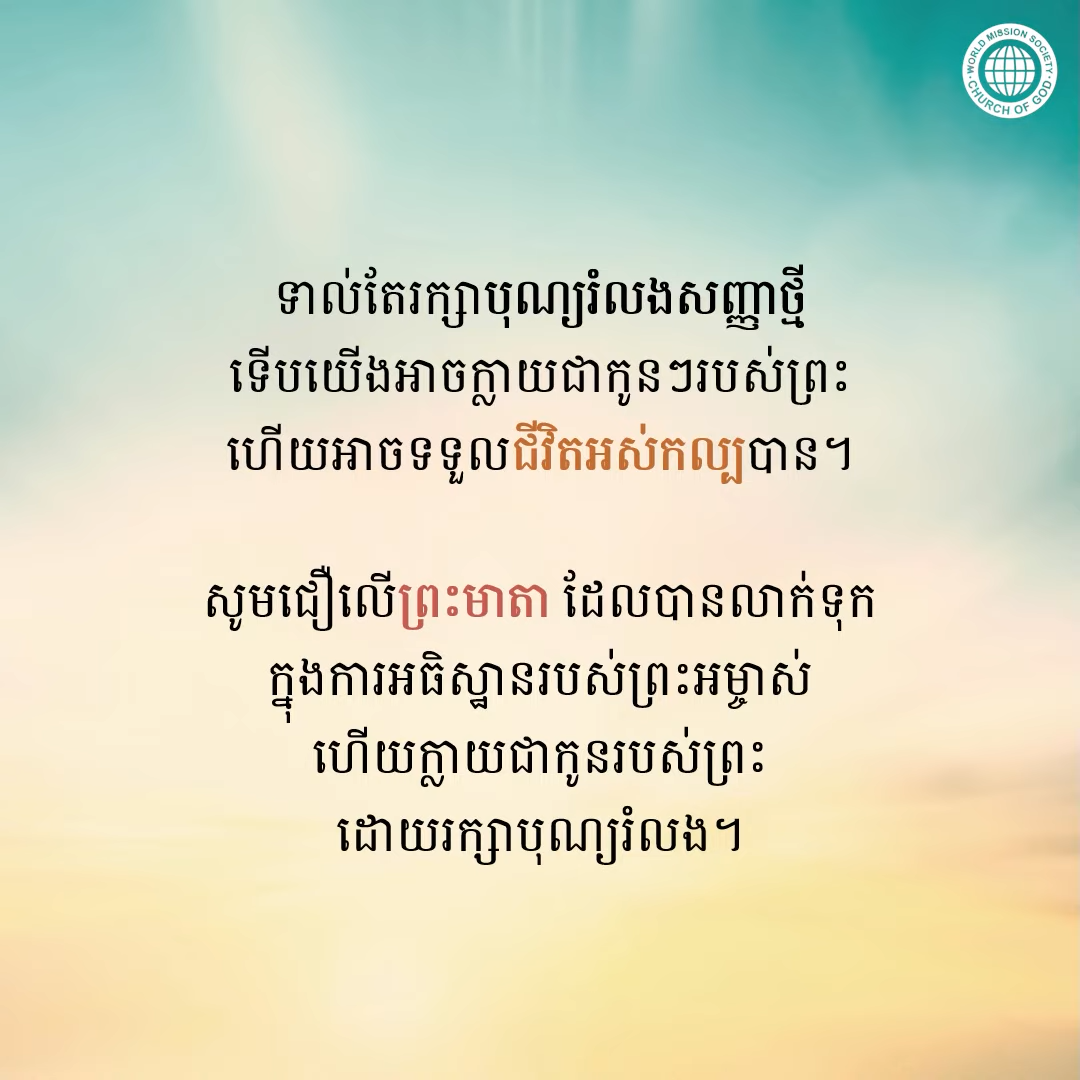 WORLD MISSION SOCIETY
CHURCH OF GOD
ទាល់តែរក្សាបុណ្យរំលងសញ្ញាថ្មី
ទើបយើងអាចក្លាយជាកូនៗរបស់ព្រះ
ហើយអាចទទួលជីវិតអស់កល្បបាន។
សូមជឿលើព្រះមាតា ដែលបានលាក់ទុក
ក្នុងការអធិស្ឋានរបស់ព្រះអម្ចាស់
ហើយក្លាយជាកូនរបស់ព្រះ
ដោយរក្សាបុណ្យរំលង។